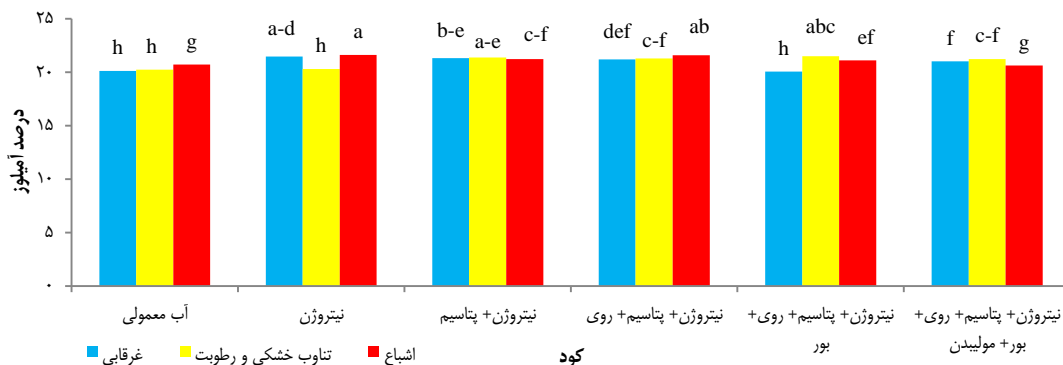 درصد آمیلوز
۲۵
۲۰
۱۵
۱۰
۵
۰
h h g
a-d h a
b-e a-e c-f
def c-f ab
h abc ef
f c-f g
آب معمولی
نیتروژن
نیتروژن+ پتاسیم
نیتروژن+ پتاسیم+ روی
نیتروژن+ پتاسیم+ روی+
بور
نیتروژن+ پتاسیم+ روی+
بور+ مولیبدن
کود
غرقابی
تناوب خشکی و رطوبت
اشباع